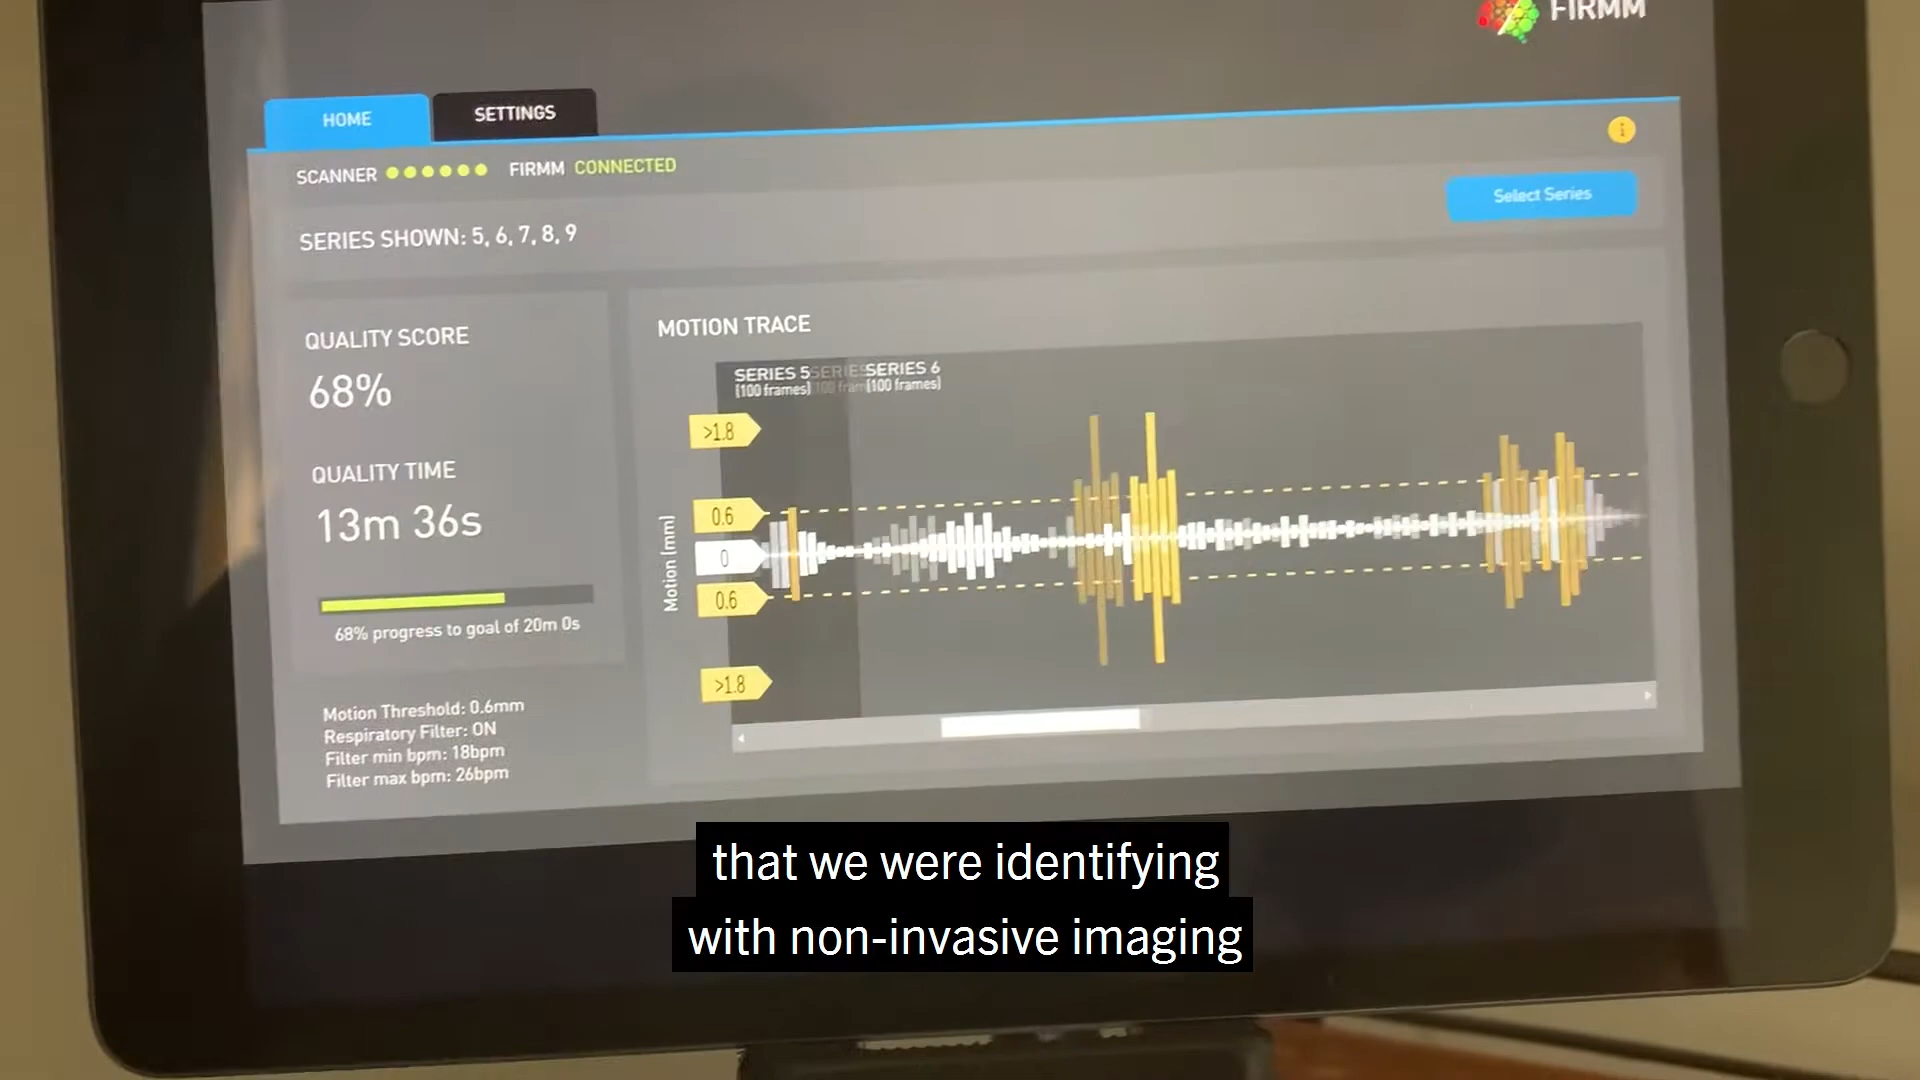 FIRMM
HOME
SETTINGS
SCANNER
FIRMM CONNECTED
i
Select Series
SERIES SHOWN: 5, 6, 7, 8, 9
QUALITY SCORE
68%
QUALITY TIME
13m 36s
68% progress to goal of 20m 0s
Motion Threshold: 0.6mm
Respiratory Filter: ON
Filter min bpm: 18bpm
Filter max bpm: 26bpm
MOTION TRACE
SERIES 5
(100 frames)
SERIES 6
(100 frames)
Motion (mm)
>1.8
0.6
0
0.6
>1.8
that we were identifying
with non-invasive imaging